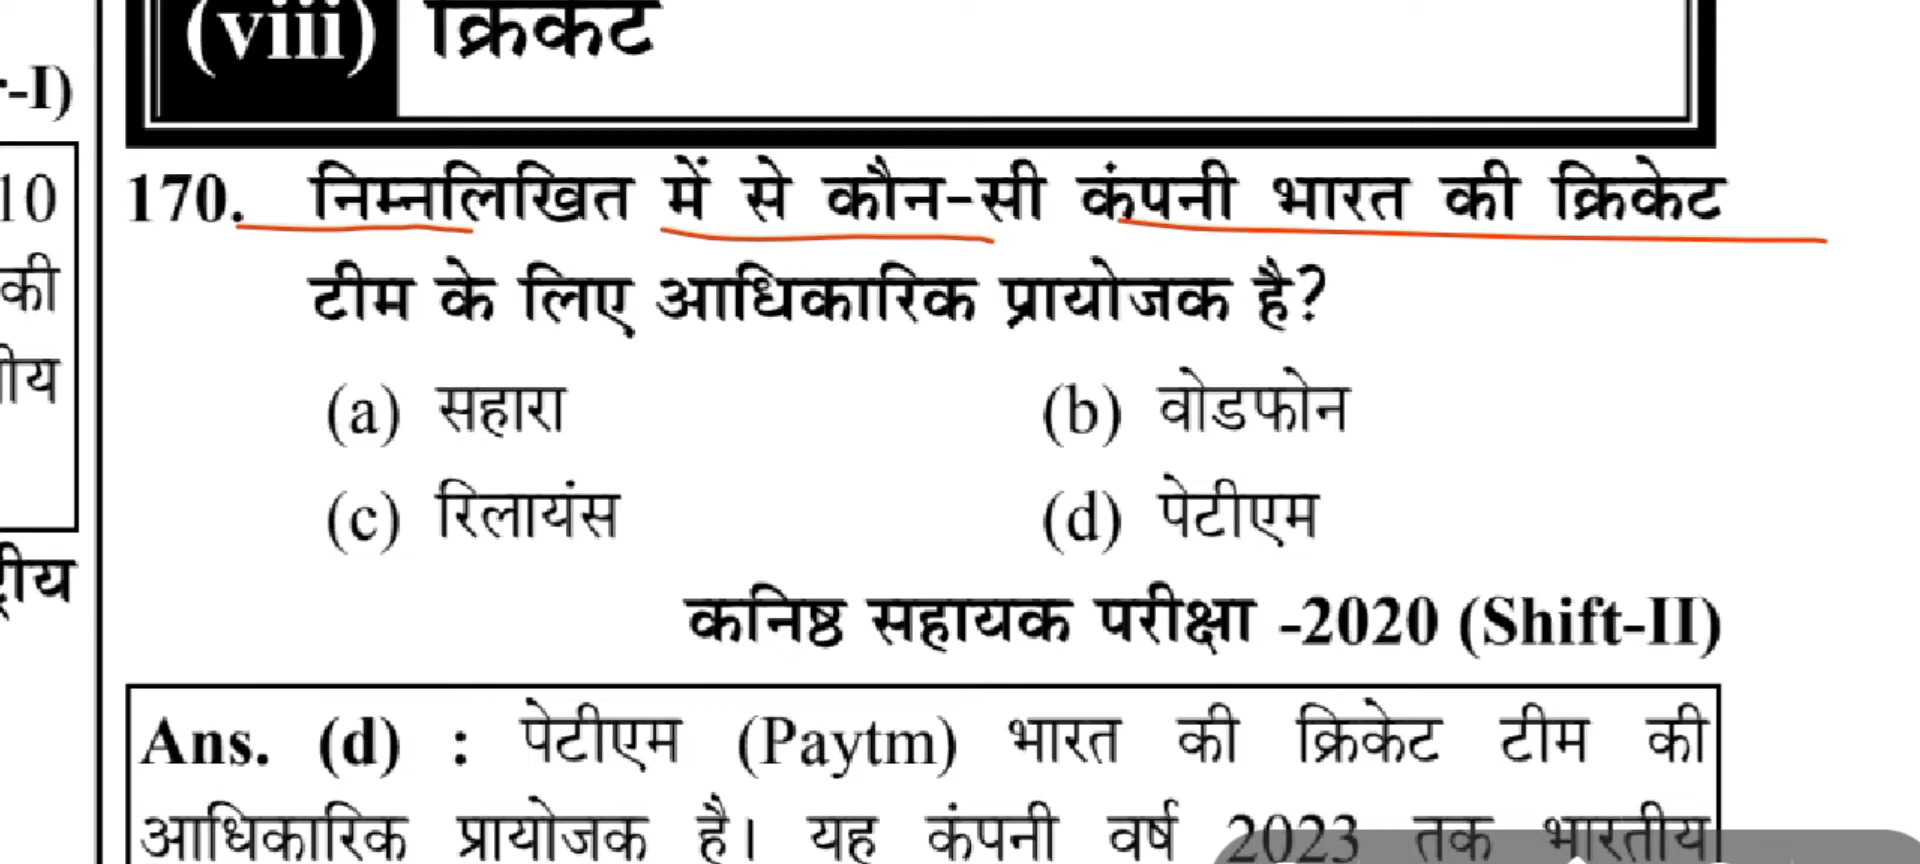 (viii) क्रिकेट
-I)
10
की
ीय
170. निम्नलिखित में से कौन-सी कंपनी भारत की क्रिकेट
टीम के लिए आधिकारिक प्रायोजक है?
(a) सहारा (b) वोडफोन
(c) रिलायंस (d) पेटीएम
कनिष्ठ सहायक परीक्षा -2020 (Shift-II)
Ans. (d) : पेटीएम (Paytm) भारत की क्रिकेट टीम की
आधिकारिक प्रायोजक है। यह कंपनी वर्ष 2023 तक भारतीय